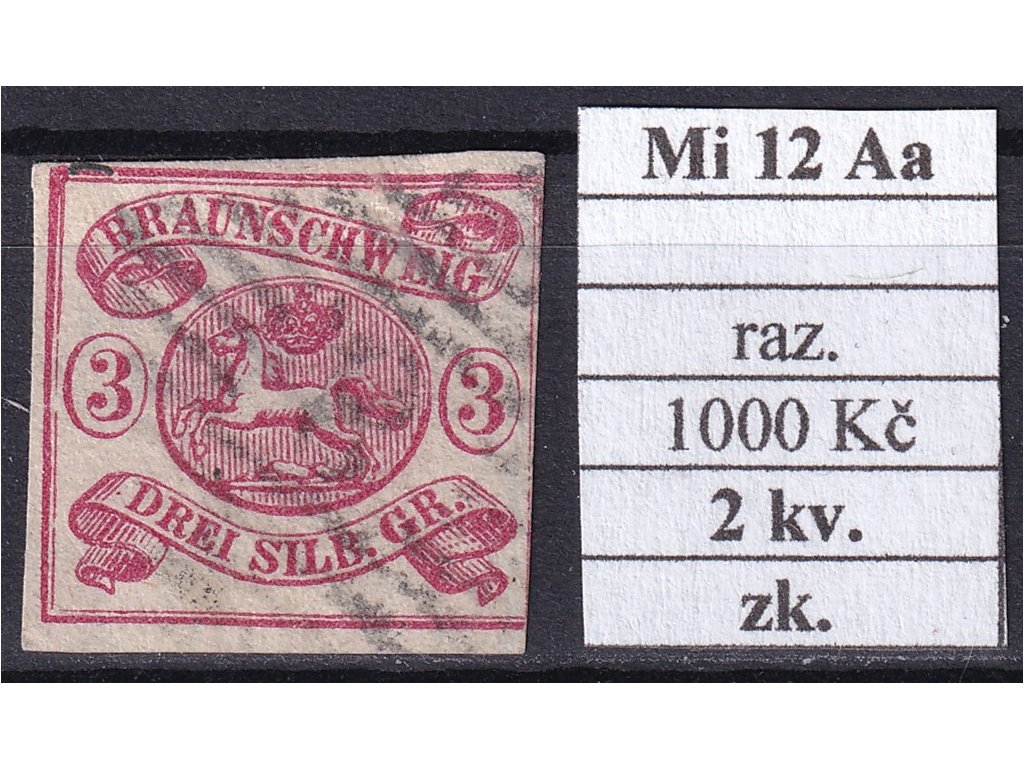 BRAUNSCHWEIG
3 3
DREI SILB. GR.
Mi 12 Aa
raz.
1000 Kč
2 kv.
zk.